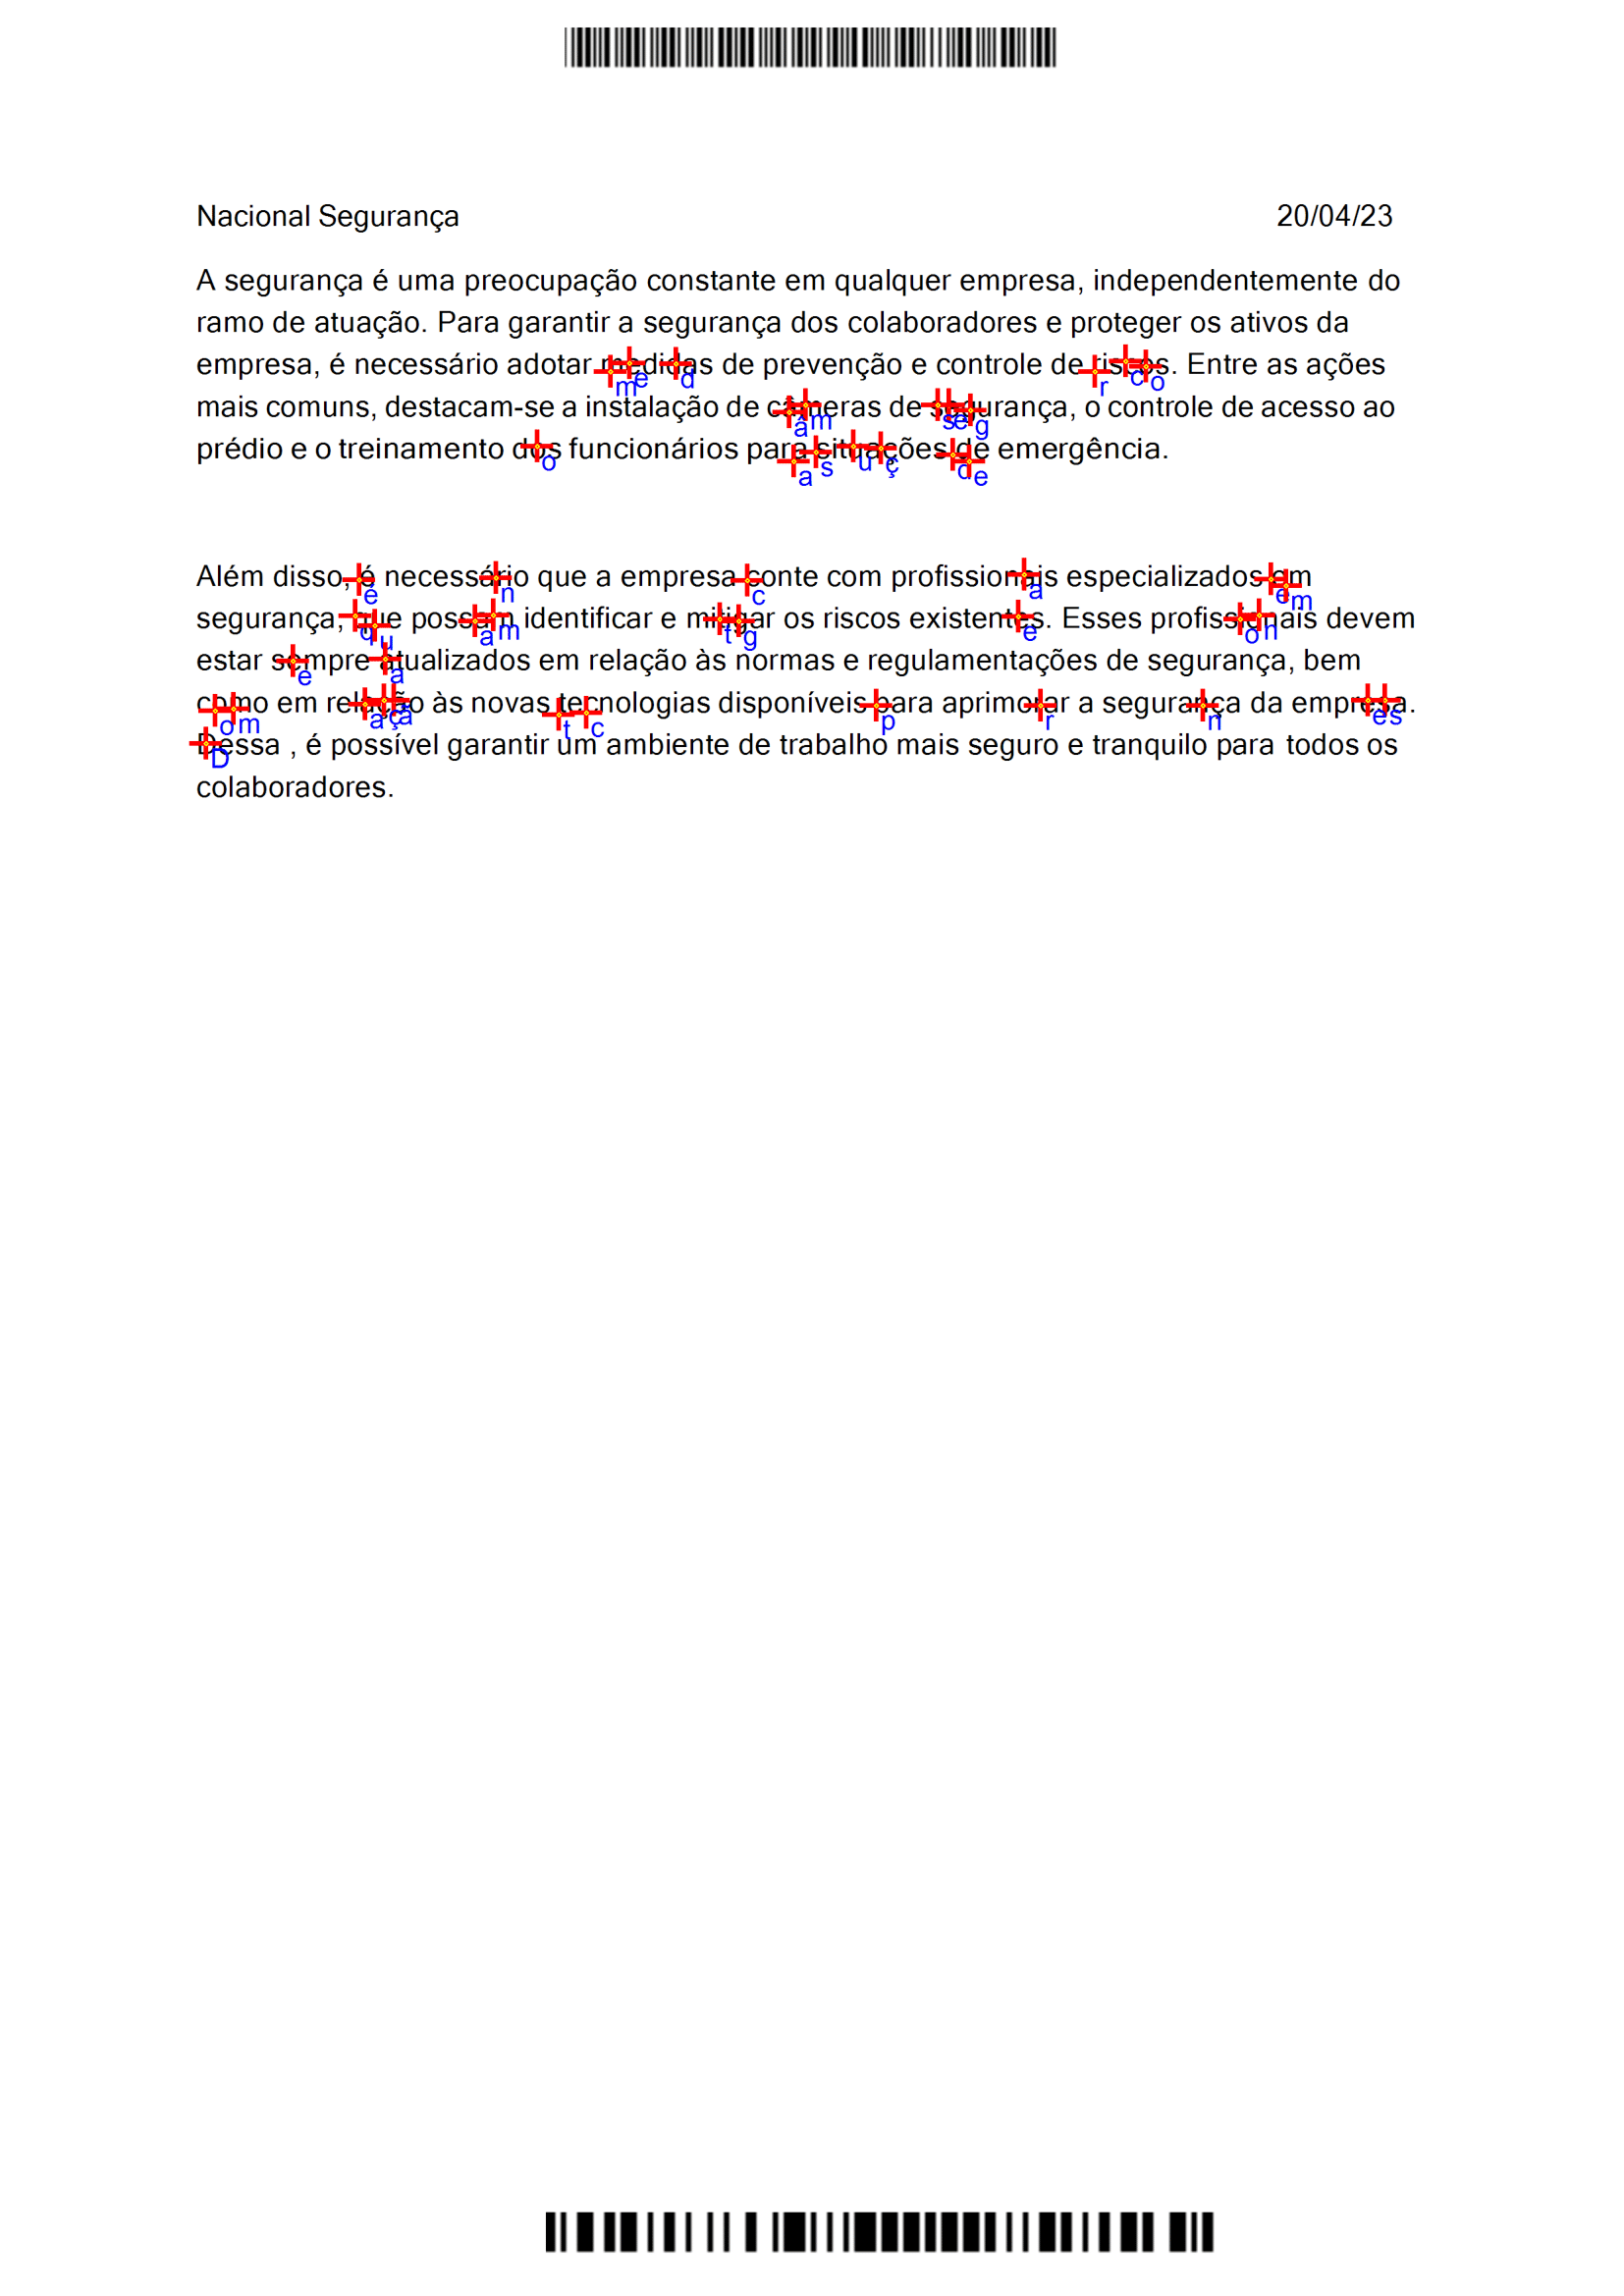 Nacional Segurança 20/04/23
A segurança é uma preocupação constante em qualquer empresa, independentemente do
ramo de atuação. Para garantir a segurança dos colaboradores e proteger os ativos da
empresa, é necessário adotar medidas de prevenção e controle de riscos. Entre as ações
m e d r c o
mais comuns, destacam-se a instalação de câmeras de segurança, o controle de acesso ao
â m s e g
prédio e o treinamento dos funcionários para situações de emergência.
o a s u ç d e
Além disso, é necessário que a empresa conte com profissionais especializados em
é n c a e m
segurança, que possam identificar e mitigar os riscos existentes. Esses profissionais devem
q u a m t g e o n
estar sempre atualizados em relação às normas e regulamentações de segurança, bem
e a
como em relação às novas tecnologias disponíveis para aprimorar a segurança da empresa.
o m a ç ã t c p r n e s
Dessa , é possível garantir um ambiente de trabalho mais seguro e tranquilo para todos os
D
colaboradores.